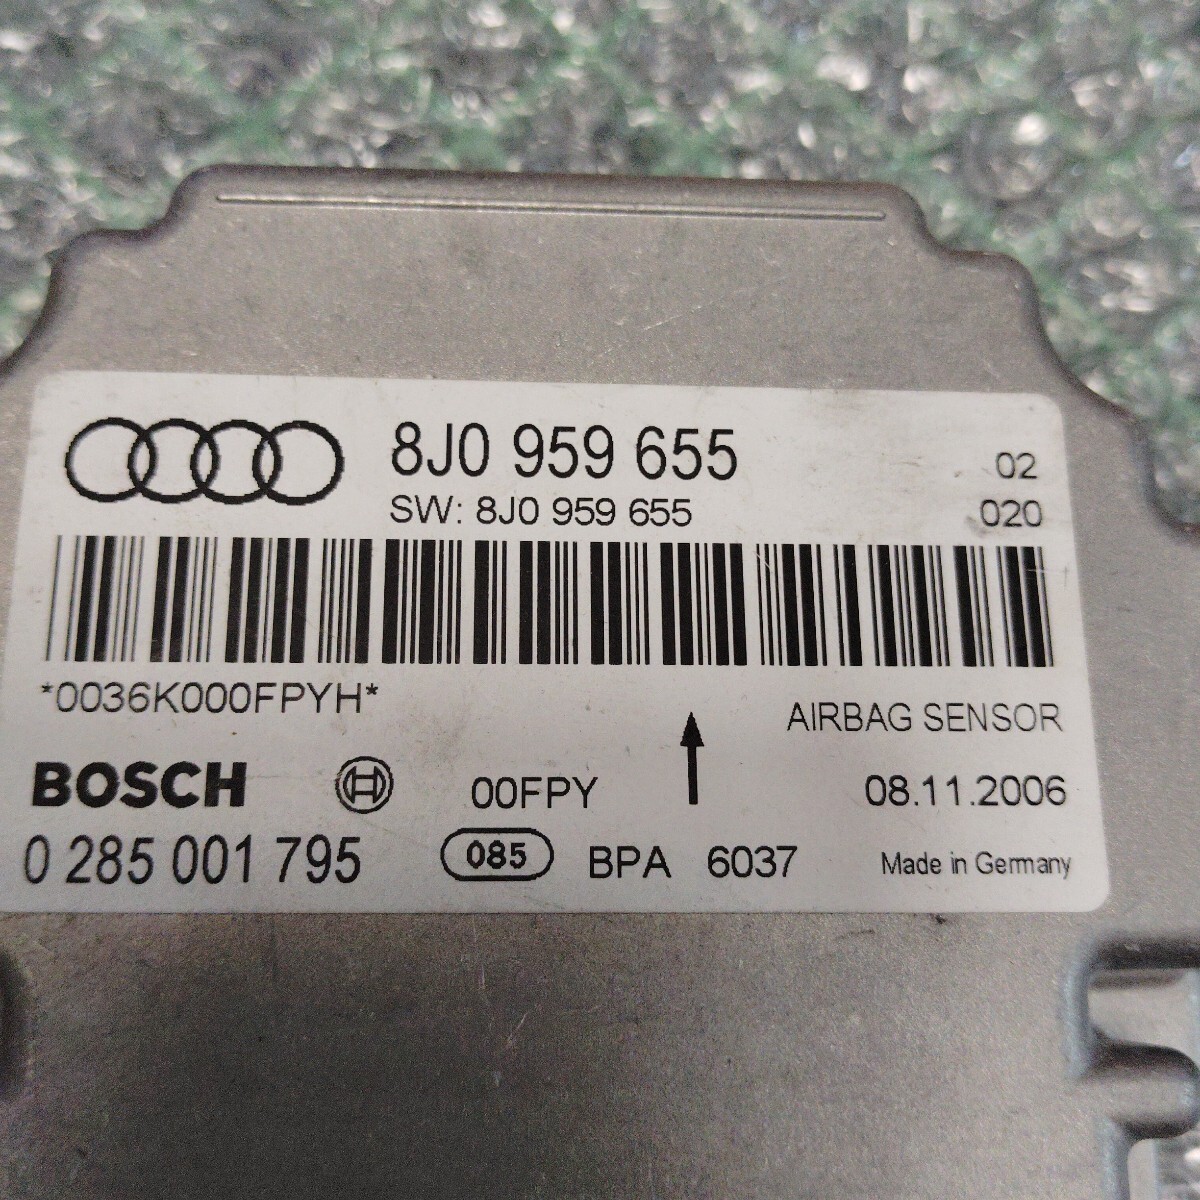 8J0 959 655 02
SW: 8J0 959 655 020
*0036K000FPYH*
AIRBAG SENSOR
BOSCH 00FPY 08.11.2006
0 285 001 795 085 BPA 6037 Made in Germany